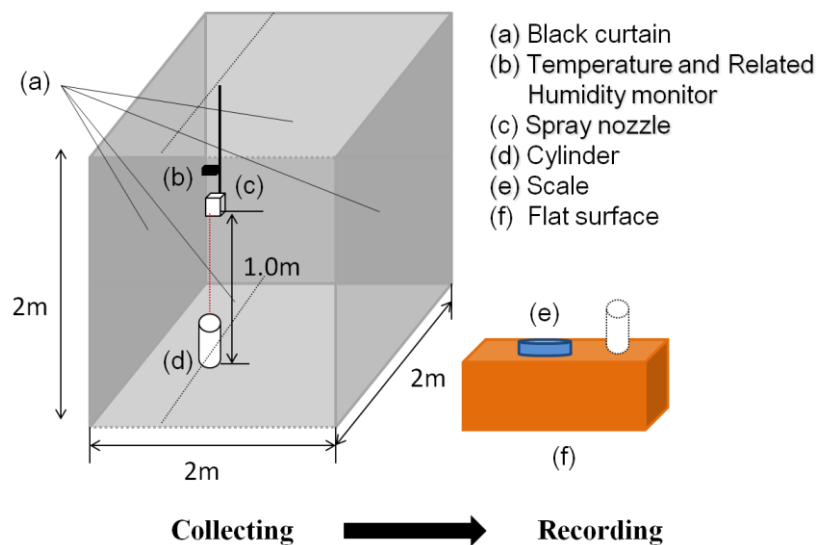 (a) Black curtain
(b) Temperature and Related
Humidity monitor
(c) Spray nozzle
(d) Cylinder
(e) Scale
(f) Flat surface
(a)
(b)
(c)
1.0m
2m
(d)
2m
2m
(e)
(f)
Collecting
Recording